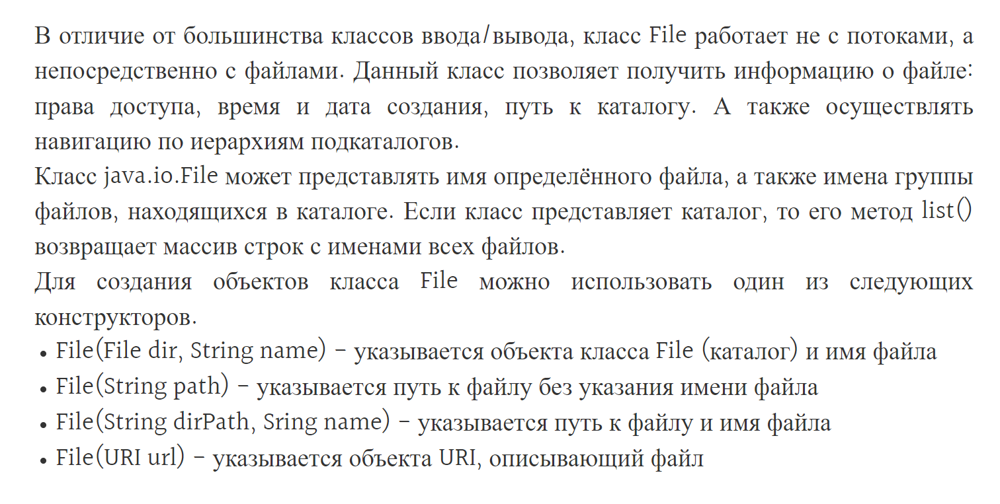 В отличие от большинства классов ввода/вывода, класс File работает не с потоками, а
непосредственно с файлами. Данный класс позволяет получить информацию о файле:
права доступа, время и дата создания, путь к каталогу. А также осуществлять
навигацию по иерархиям подкаталогов.
Класс java.io.File может представлять имя определённого файла, а также имена группы
файлов, находящихся в каталоге. Если класс представляет каталог, то его метод list()
возвращает массив строк с именами всех файлов.
Для создания объектов класса File можно использовать один из следующих
конструкторов.
• File(File dir, String name) – указывается объекта класса File (каталог) и имя файла
• File(String path) – указывается путь к файлу без указания имени файла
• File(String dirPath, Sring name) – указывается путь к файлу и имя файла
• File(URI url) – указывается объекта URI, описывающий файл